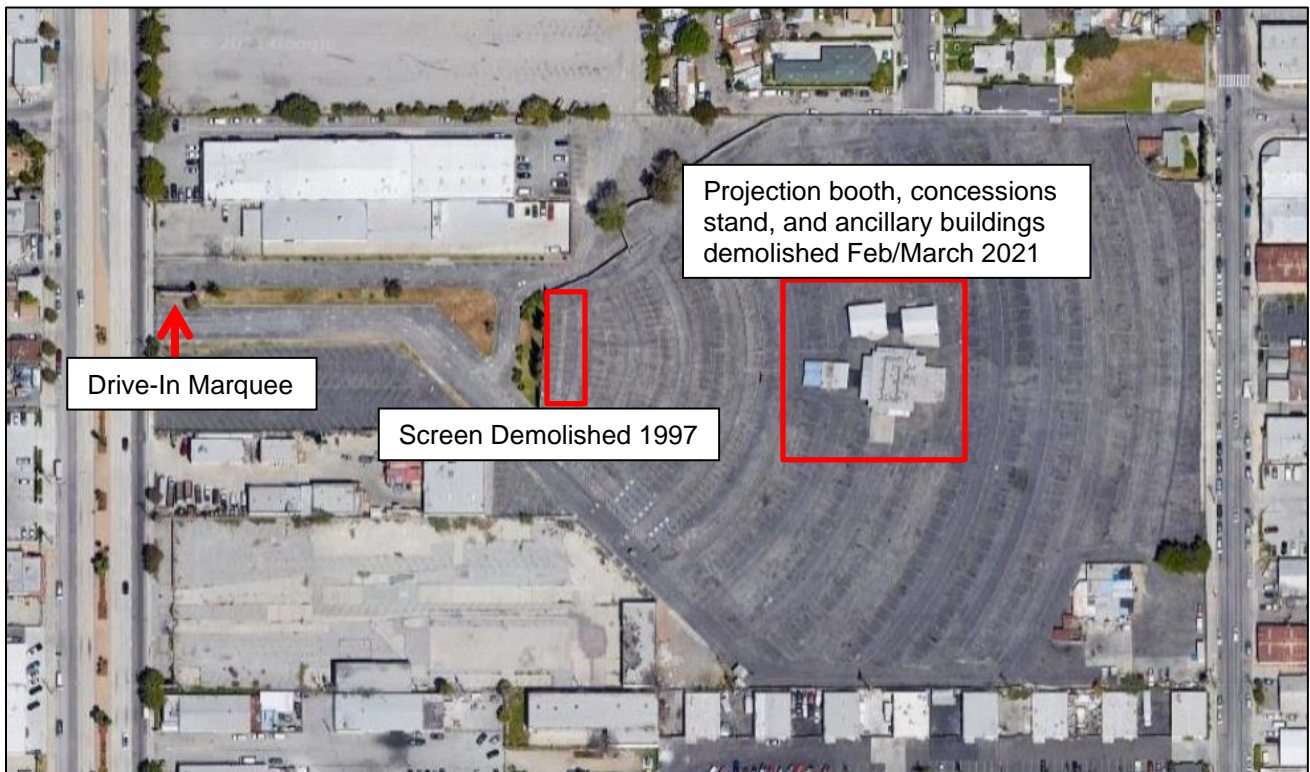 Projection booth, concessions
stand, and ancillary buildings
demolished Feb/March 2021
Drive-In Marquee
Screen Demolished 1997